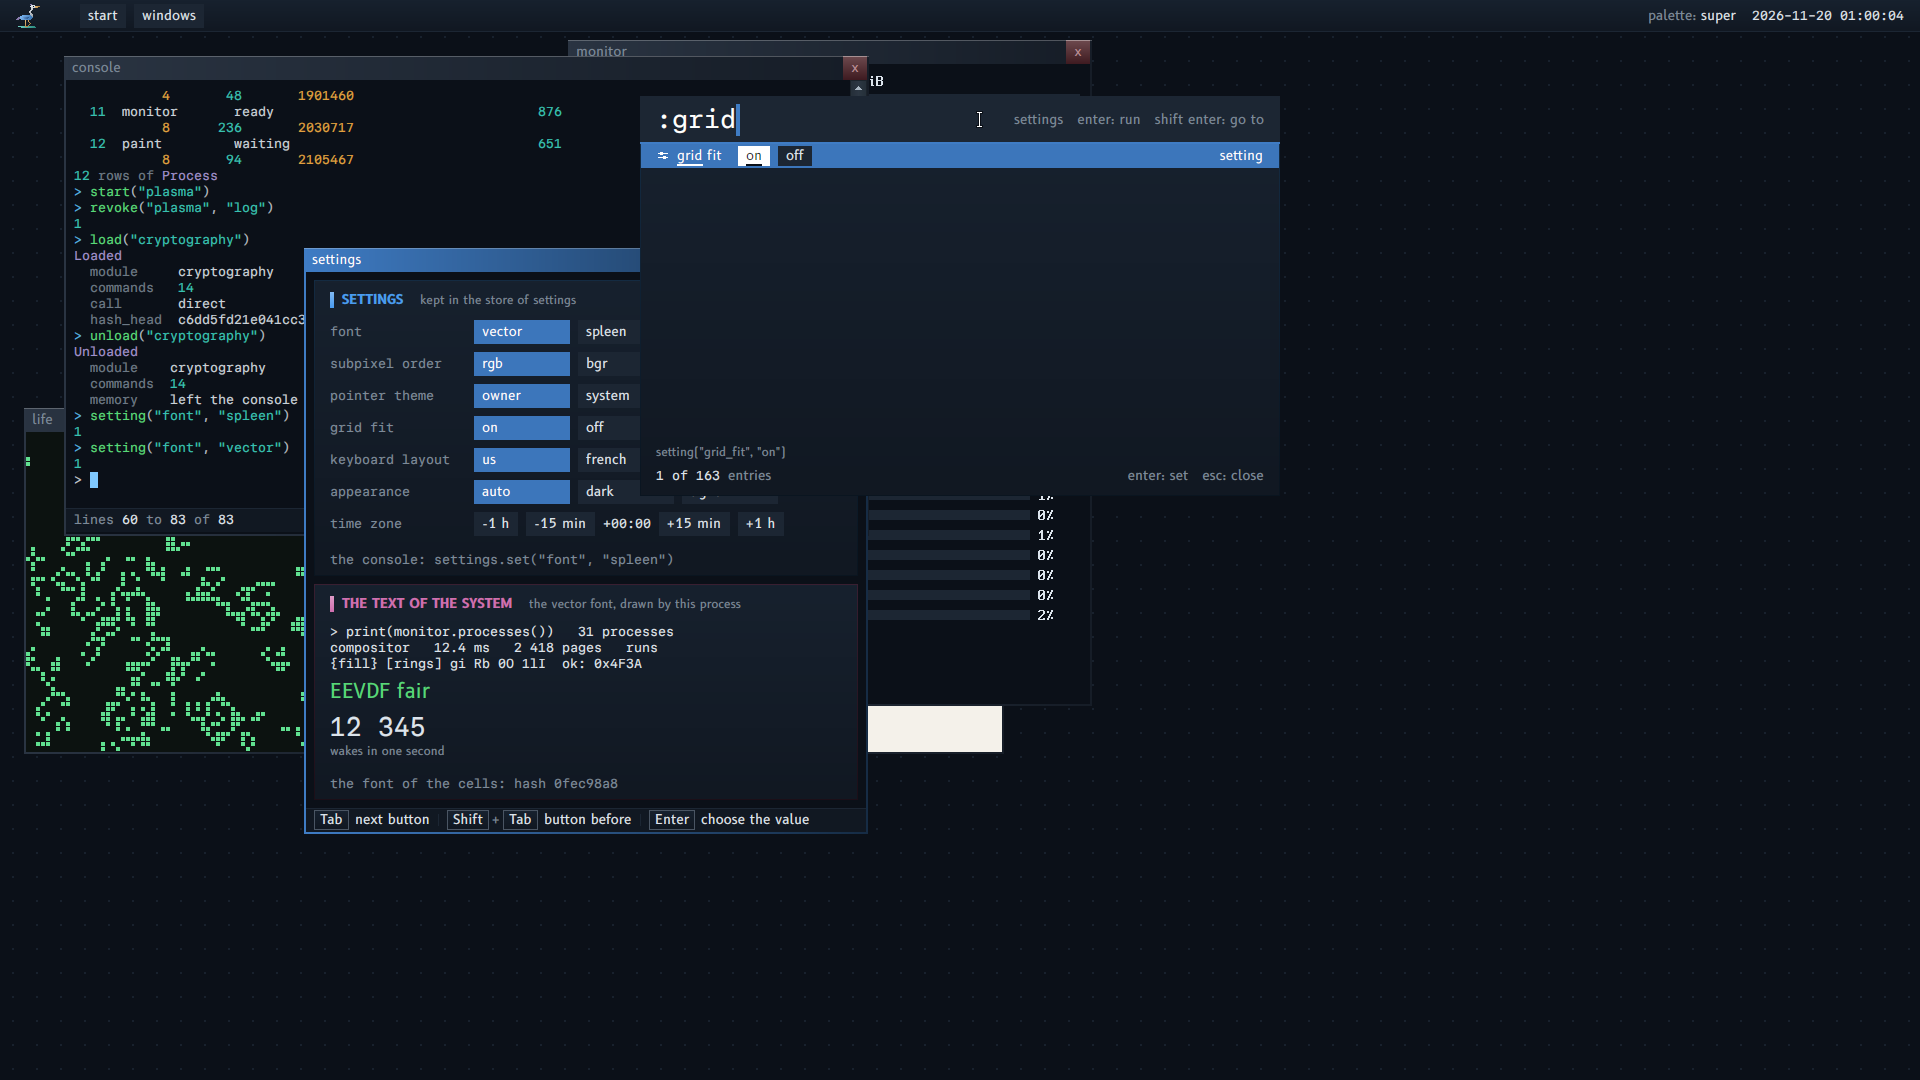 start windows palette: super 2026-11-20 01:00:04
monitor x
console x
iB
4 48 1901460
11 monitor ready 876
8 236 2030717
12 paint waiting 651
8 94 2105467
12 rows of Process
> start("plasma")
> revoke("plasma", "log")
1
> load("cryptography")
Loaded
module cryptography
commands 14
call direct
hash_head c6dd5fd21e041cc3
> unload("cryptography")
Unloaded
module cryptography
commands 14
memory left the console
> setting("font", "spleen")
1
> setting("font", "vector")
1
>
lines 60 to 83 of 83
:grid settings enter: run shift enter: go to
grid fit on off setting
setting["grid_fit", "on"]
1 of 163 entries enter: set esc: close
life
settings
SETTINGS kept in the store of settings
font vector spleen
subpixel order rgb bgr
pointer theme owner system
grid fit on off
keyboard layout us french
appearance auto dark
time zone -1 h -15 min +00:00 +15 min +1 h
the console: settings.set("font", "spleen")
THE TEXT OF THE SYSTEM the vector font, drawn by this process
> print(monitor.processes()) 31 processes
compositor 12.4 ms 2 418 pages runs
{fill} [rings] gi Rb 0O 1lI ok: 0x4F3A
EEVDF fair
12 345
wakes in one second
the font of the cells: hash 0fec98a8
Tab next button Shift + Tab button before Enter choose the value
0%
1%
0%
0%
0%
2%